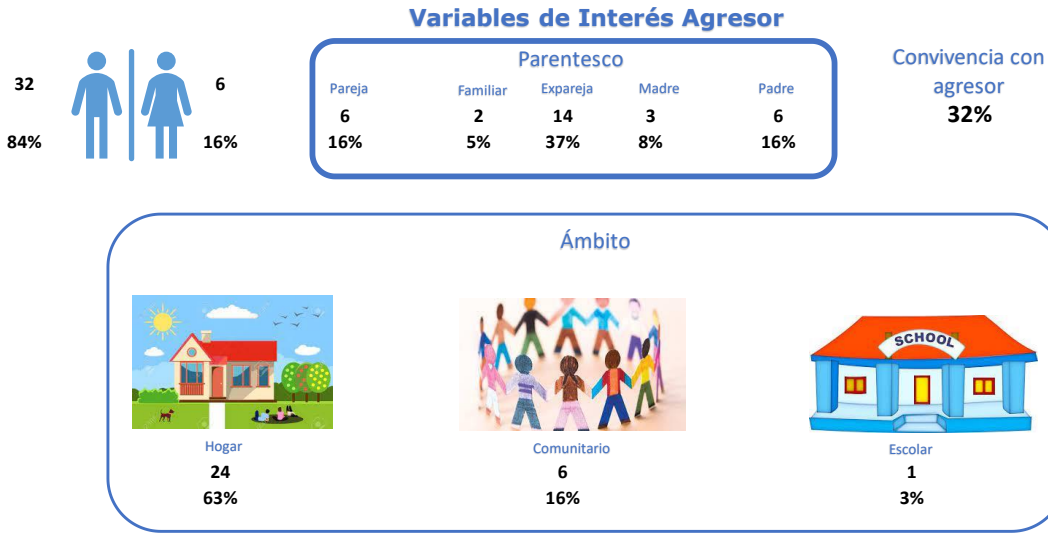 Variables de Interés Agresor
32
84%
6
16%
Parentesco
Pareja Familiar Expareja Madre Padre
6 2 14 3 6
16% 5% 37% 8% 16%
Convivencia con
agresor
32%
Ámbito
SCHOOL
Hogar Comunitario Escolar
24 6 1
63% 16% 3%